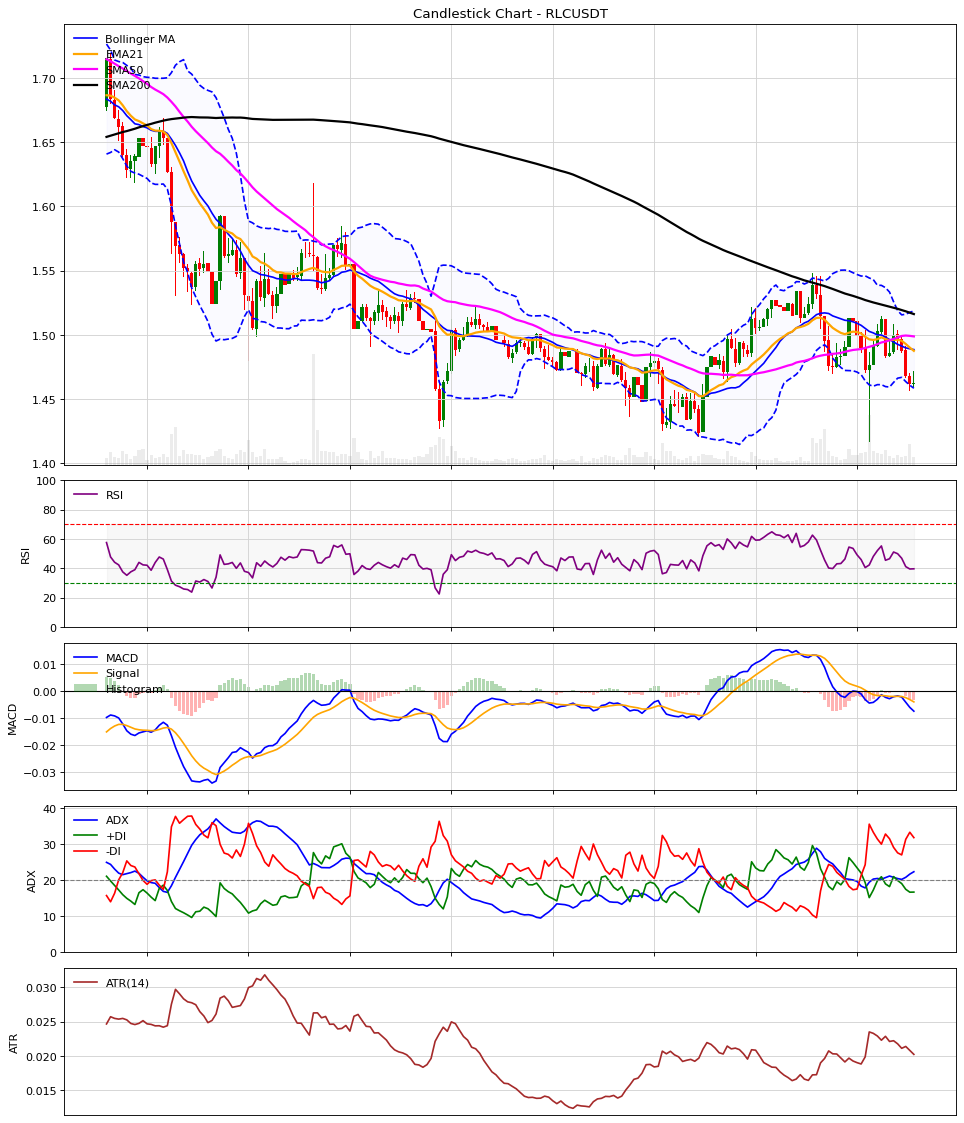 Candlestick Chart - RLCUSDT
Bollinger MA
EMA21
SMA50
SMA200
1.70
1.65
1.60
1.55
1.50
1.45
1.40
RSI
100
80
60
40
20
0
RSI
MACD
Signal
Histogram
0.01
0.00
−0.01
−0.02
−0.03
MACD
ADX
+DI
-DI
40
30
20
10
0
ADX
ATR(14)
0.030
0.025
0.020
0.015
ATR